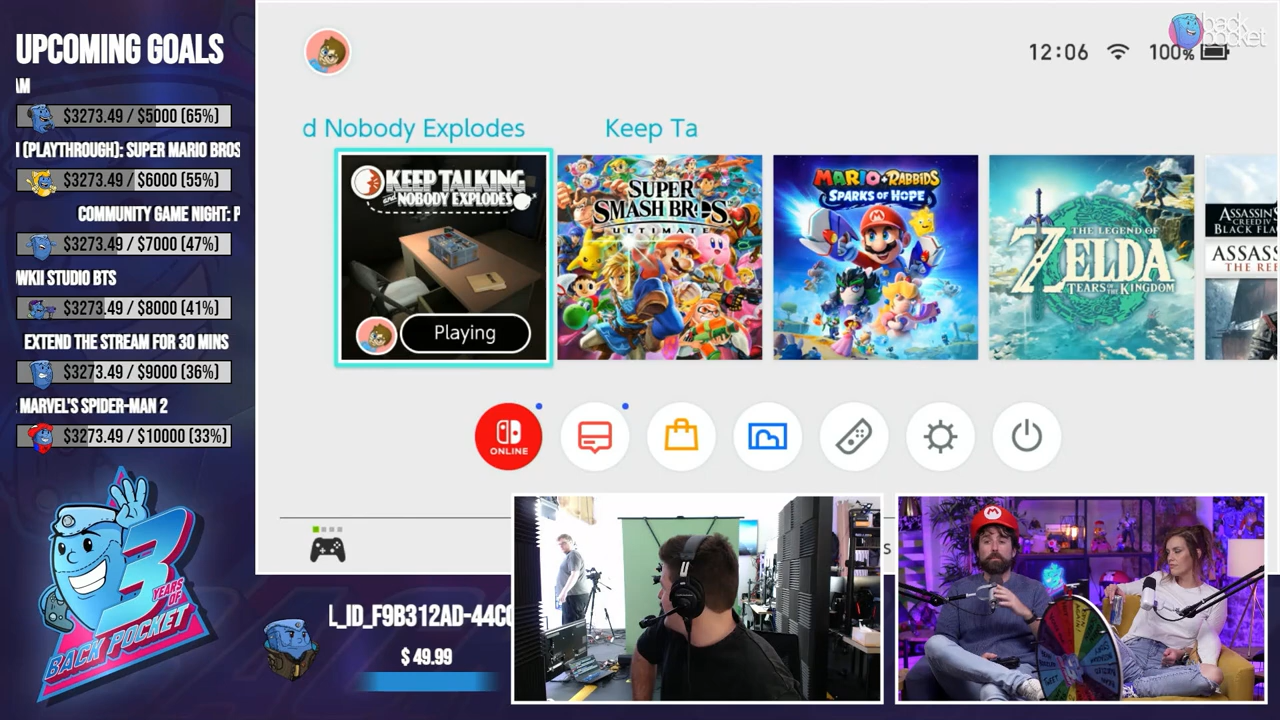 UPCOMING GOALS
AM
$3273.49 / $5000 (65%)
(PLAYTHROUGH): SUPER MARIO BROS
$3273.49 / $6000 (55%)
COMMUNITY GAME NIGHT: P
$3273.49 / $7000 (47%)
WKII STUDIO BTS
$3273.49 / $8000 (41%)
EXTEND THE STREAM FOR 30 MINS
$3273.49 / $9000 (36%)
: MARVEL'S SPIDER-MAN 2
$3273.49 / $10000 (33%)
3 YEARS OF
BACK POCKET
12:06
100%
back pocket
d Nobody Explodes
Keep Ta
KEEP TALKING
AND NOBODY EXPLODES
Playing
SUPER
SMASH BROS.
ULTIMATE
MARIO + RABBIDS
SPARKS OF HOPE
THE LEGEND OF
ZELDA
TEARS OF THE KINGDOM
ASSASSIN'
CREED IV
BLACK FLA
ASSAS
THE RE
ONLINE
s
L_ID_F9B312AD-44C
$ 49.99
M